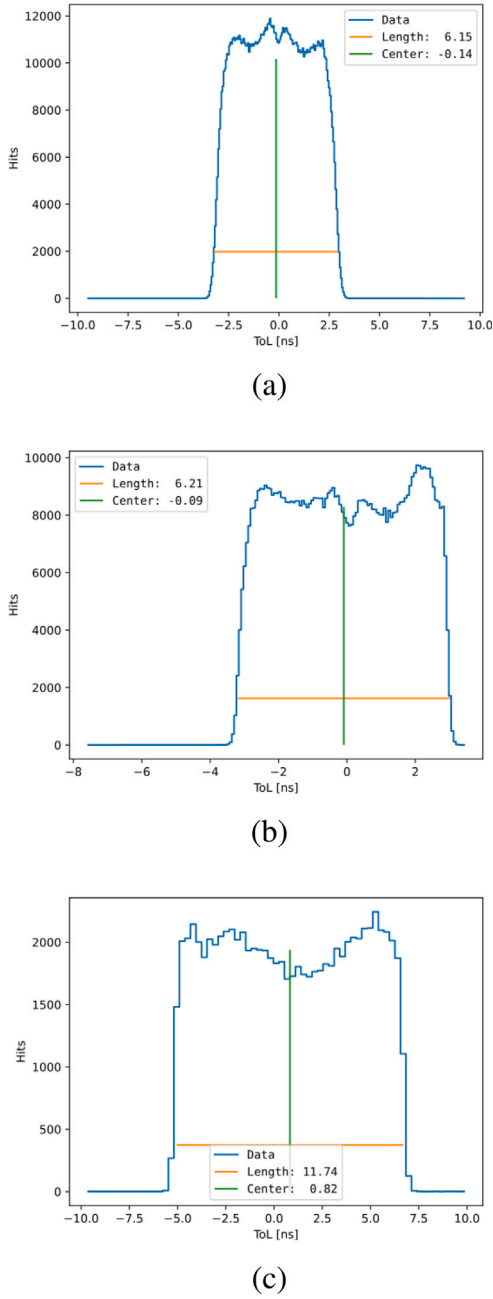 12000
10000
8000
6000
4000
2000
0
Hits
Data
Length: 6.15
Center: -0.14
−10.0 −7.5 −5.0 −2.5 0.0 2.5 5.0 7.5 10.0
ToL [ns]
(a)
10000
8000
6000
4000
2000
0
Hits
Data
Length: 6.21
Center: -0.09
−8 −6 −4 −2 0 2
ToL [ns]
(b)
2000
1500
1000
500
0
Hits
Data
Length: 11.74
Center: 0.82
−10.0 −7.5 −5.0 −2.5 0.0 2.5 5.0 7.5 10.0
ToL [ns]
(c)